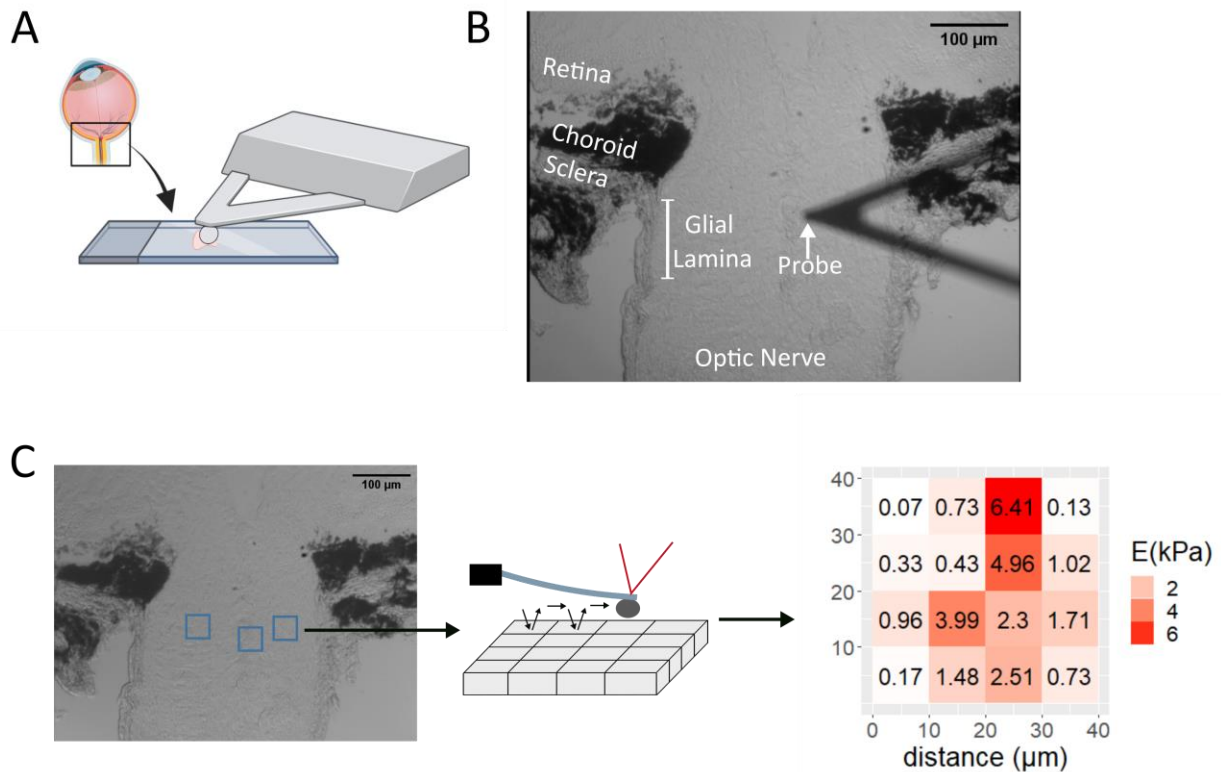 A
B
100 µm
Retina
Choroid
Sclera
Glial
Lamina
Probe
Optic Nerve
C
100 µm
40
30
20
10
0.07 0.73 6.41 0.13
0.33 0.43 4.96 1.02
0.96 3.99 2.3 1.71
0.17 1.48 2.51 0.73
0 10 20 30 40
distance (µm)
E(kPa)
2
4
6